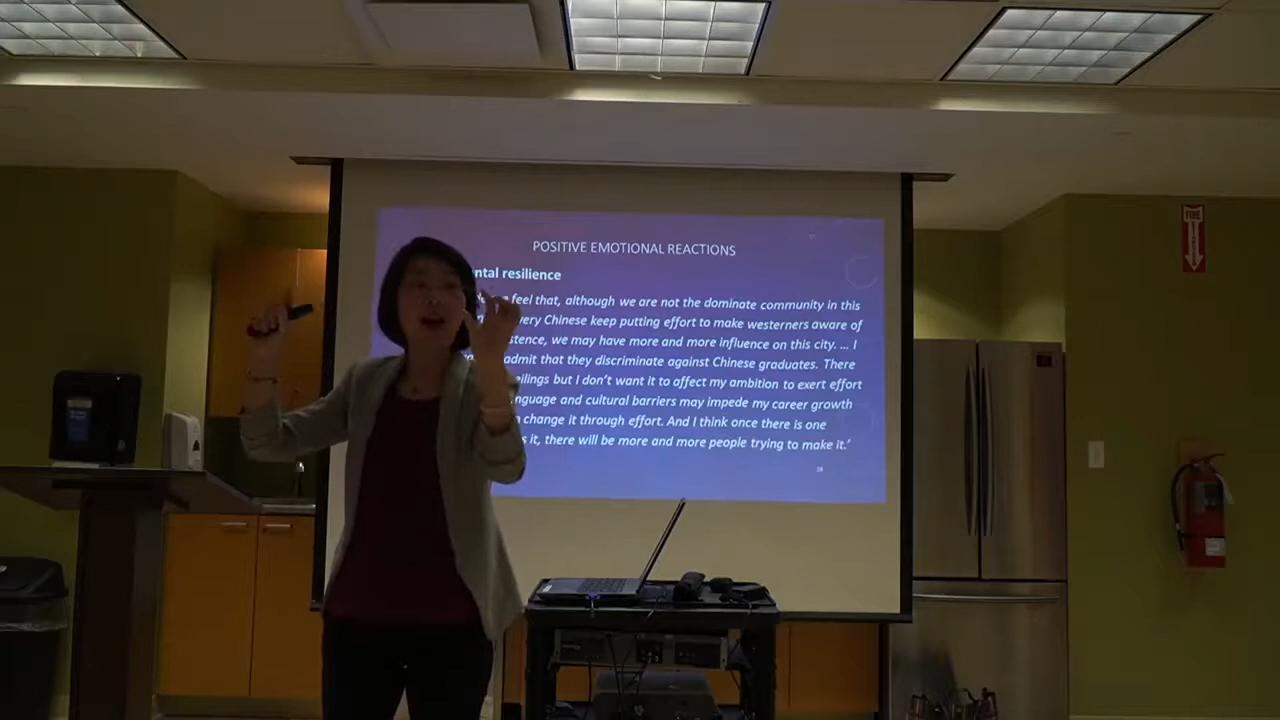 POSITIVE EMOTIONAL REACTIONS
ntal resilience
feel that, although we are not the dominate community in this
very Chinese keep putting effort to make westerners aware of
stence, we may have more and more influence on this city. ... I
admit that they discriminate against Chinese graduates. There
eilings but I don't want it to affect my ambition to exert effort
nguage and cultural barriers may impede my career growth
n change it through effort. And I think once there is one
s it, there will be more and more people trying to make it.'
FIRE